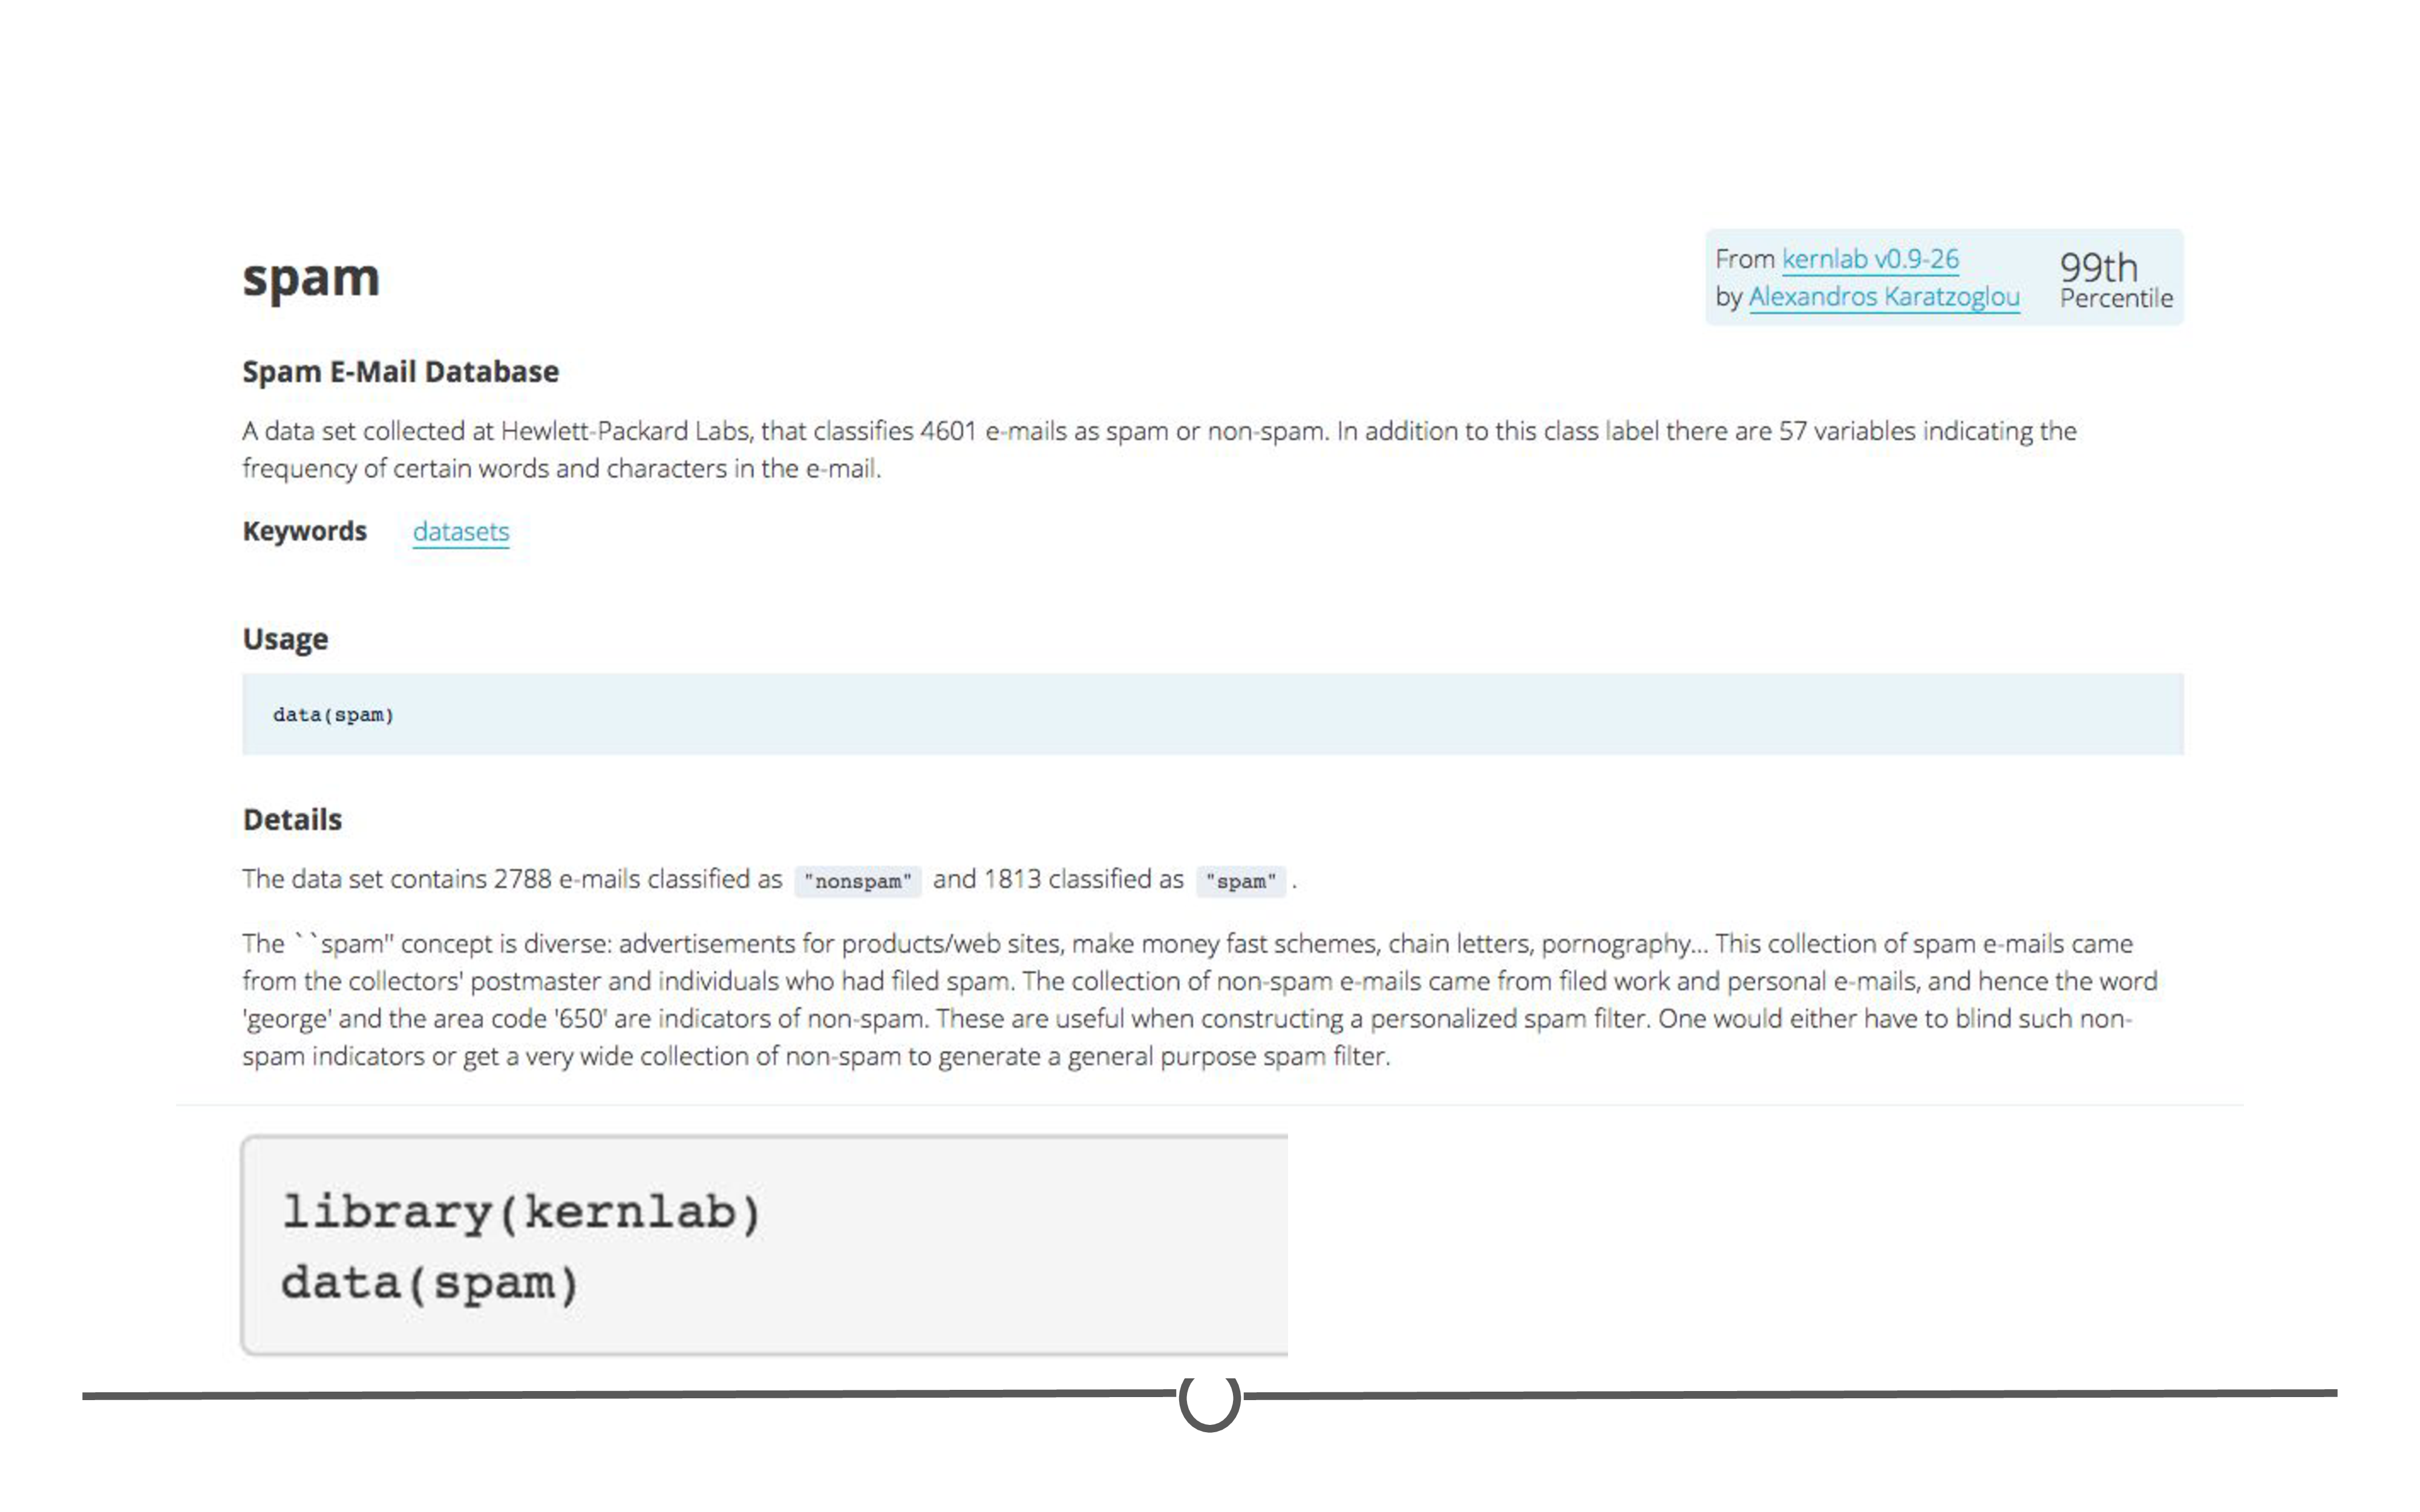 spam
From kernlab v0.9-26
by Alexandros Karatzoglou
99th
Percentile
Spam E-Mail Database
A data set collected at Hewlett-Packard Labs, that classifies 4601 e-mails as spam or non-spam. In addition to this class label there are 57 variables indicating the
frequency of certain words and characters in the e-mail.
Keywords datasets
Usage
data(spam)
Details
The data set contains 2788 e-mails classified as "nonspam" and 1813 classified as "spam" .
The ``spam'' concept is diverse: advertisements for products/web sites, make money fast schemes, chain letters, pornography... This collection of spam e-mails came
from the collectors' postmaster and individuals who had filed spam. The collection of non-spam e-mails came from filed work and personal e-mails, and hence the word
'george' and the area code '650' are indicators of non-spam. These are useful when constructing a personalized spam filter. One would either have to blind such non-
spam indicators or get a very wide collection of non-spam to generate a general purpose spam filter.
library(kernlab)
data(spam)